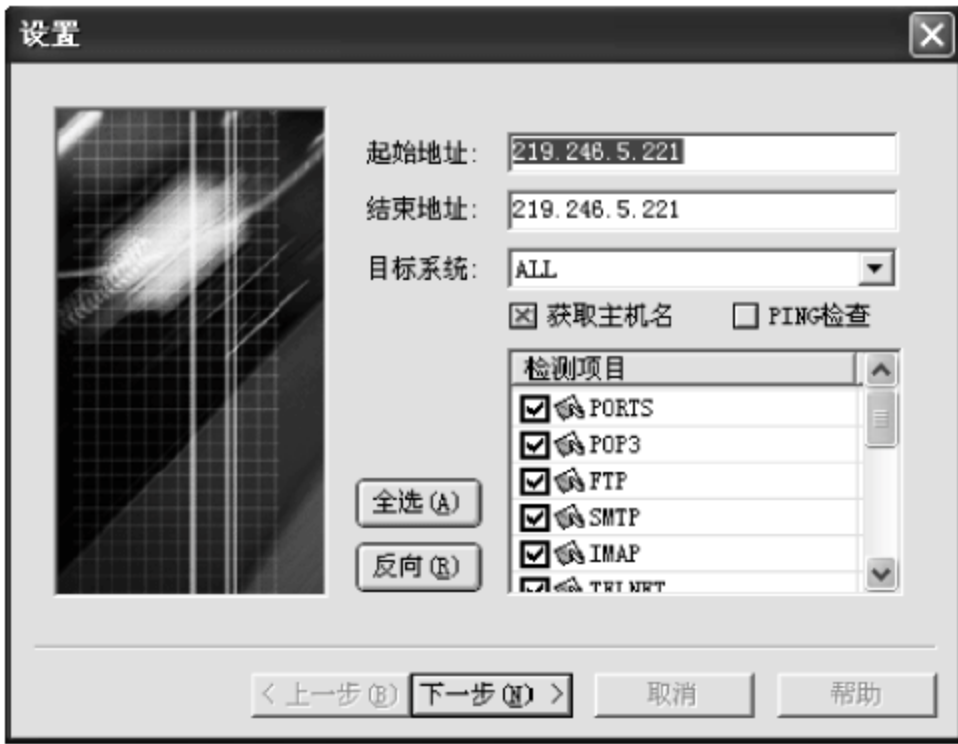 设置
起始地址: 219.246.5.221
结束地址: 219.246.5.221
目标系统: ALL
获取主机名 PING检查
检测项目
PORTS
POP3
FTP
全选(A)
SMTP
反向(R)
IMAP
TELNET
< 上一步(B) 下一步(N) > 取消 帮助